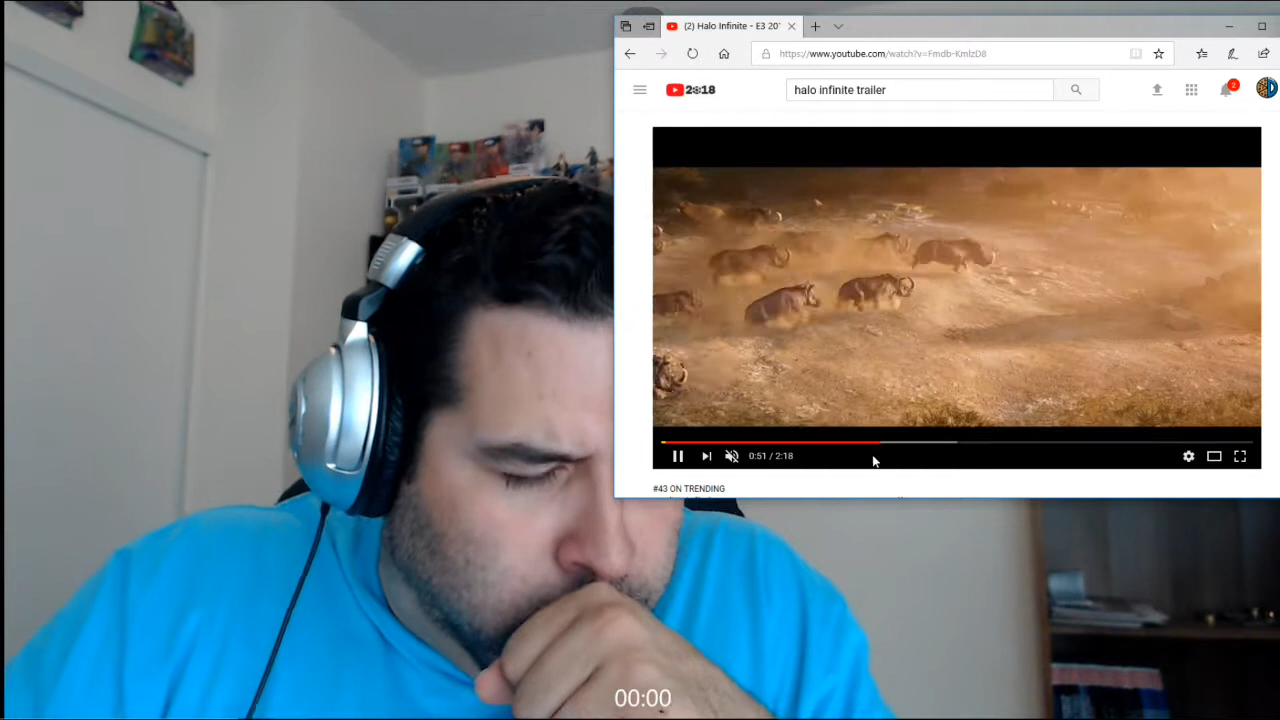 (2) Halo Infinite - E3 20
https://www.youtube.com/watch?v=Fmdb-KmlzD8
halo infinite trailer
2
0:51 / 2:18
#43 ON TRENDING
00:00